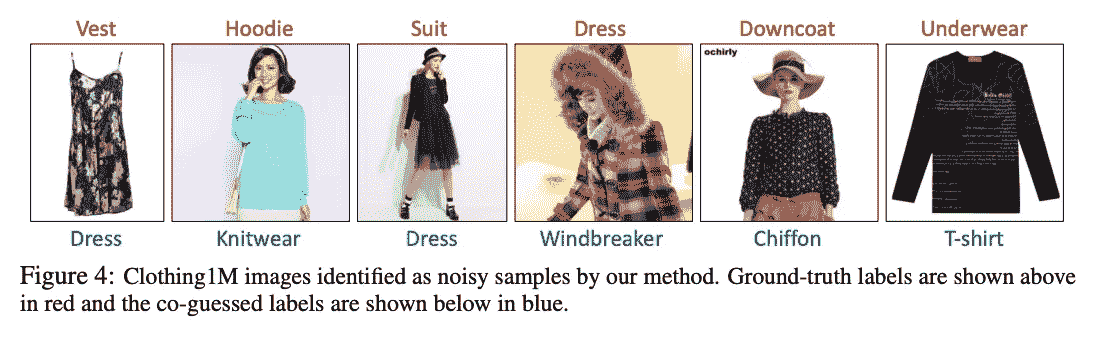 Vest Hoodie Suit Dress Downcoat Underwear
ochirly
Dress Knitwear Dress Windbreaker Chiffon T-shirt
Figure 4: Clothing1M images identified as noisy samples by our method. Ground-truth labels are shown above
in red and the co-guessed labels are shown below in blue.